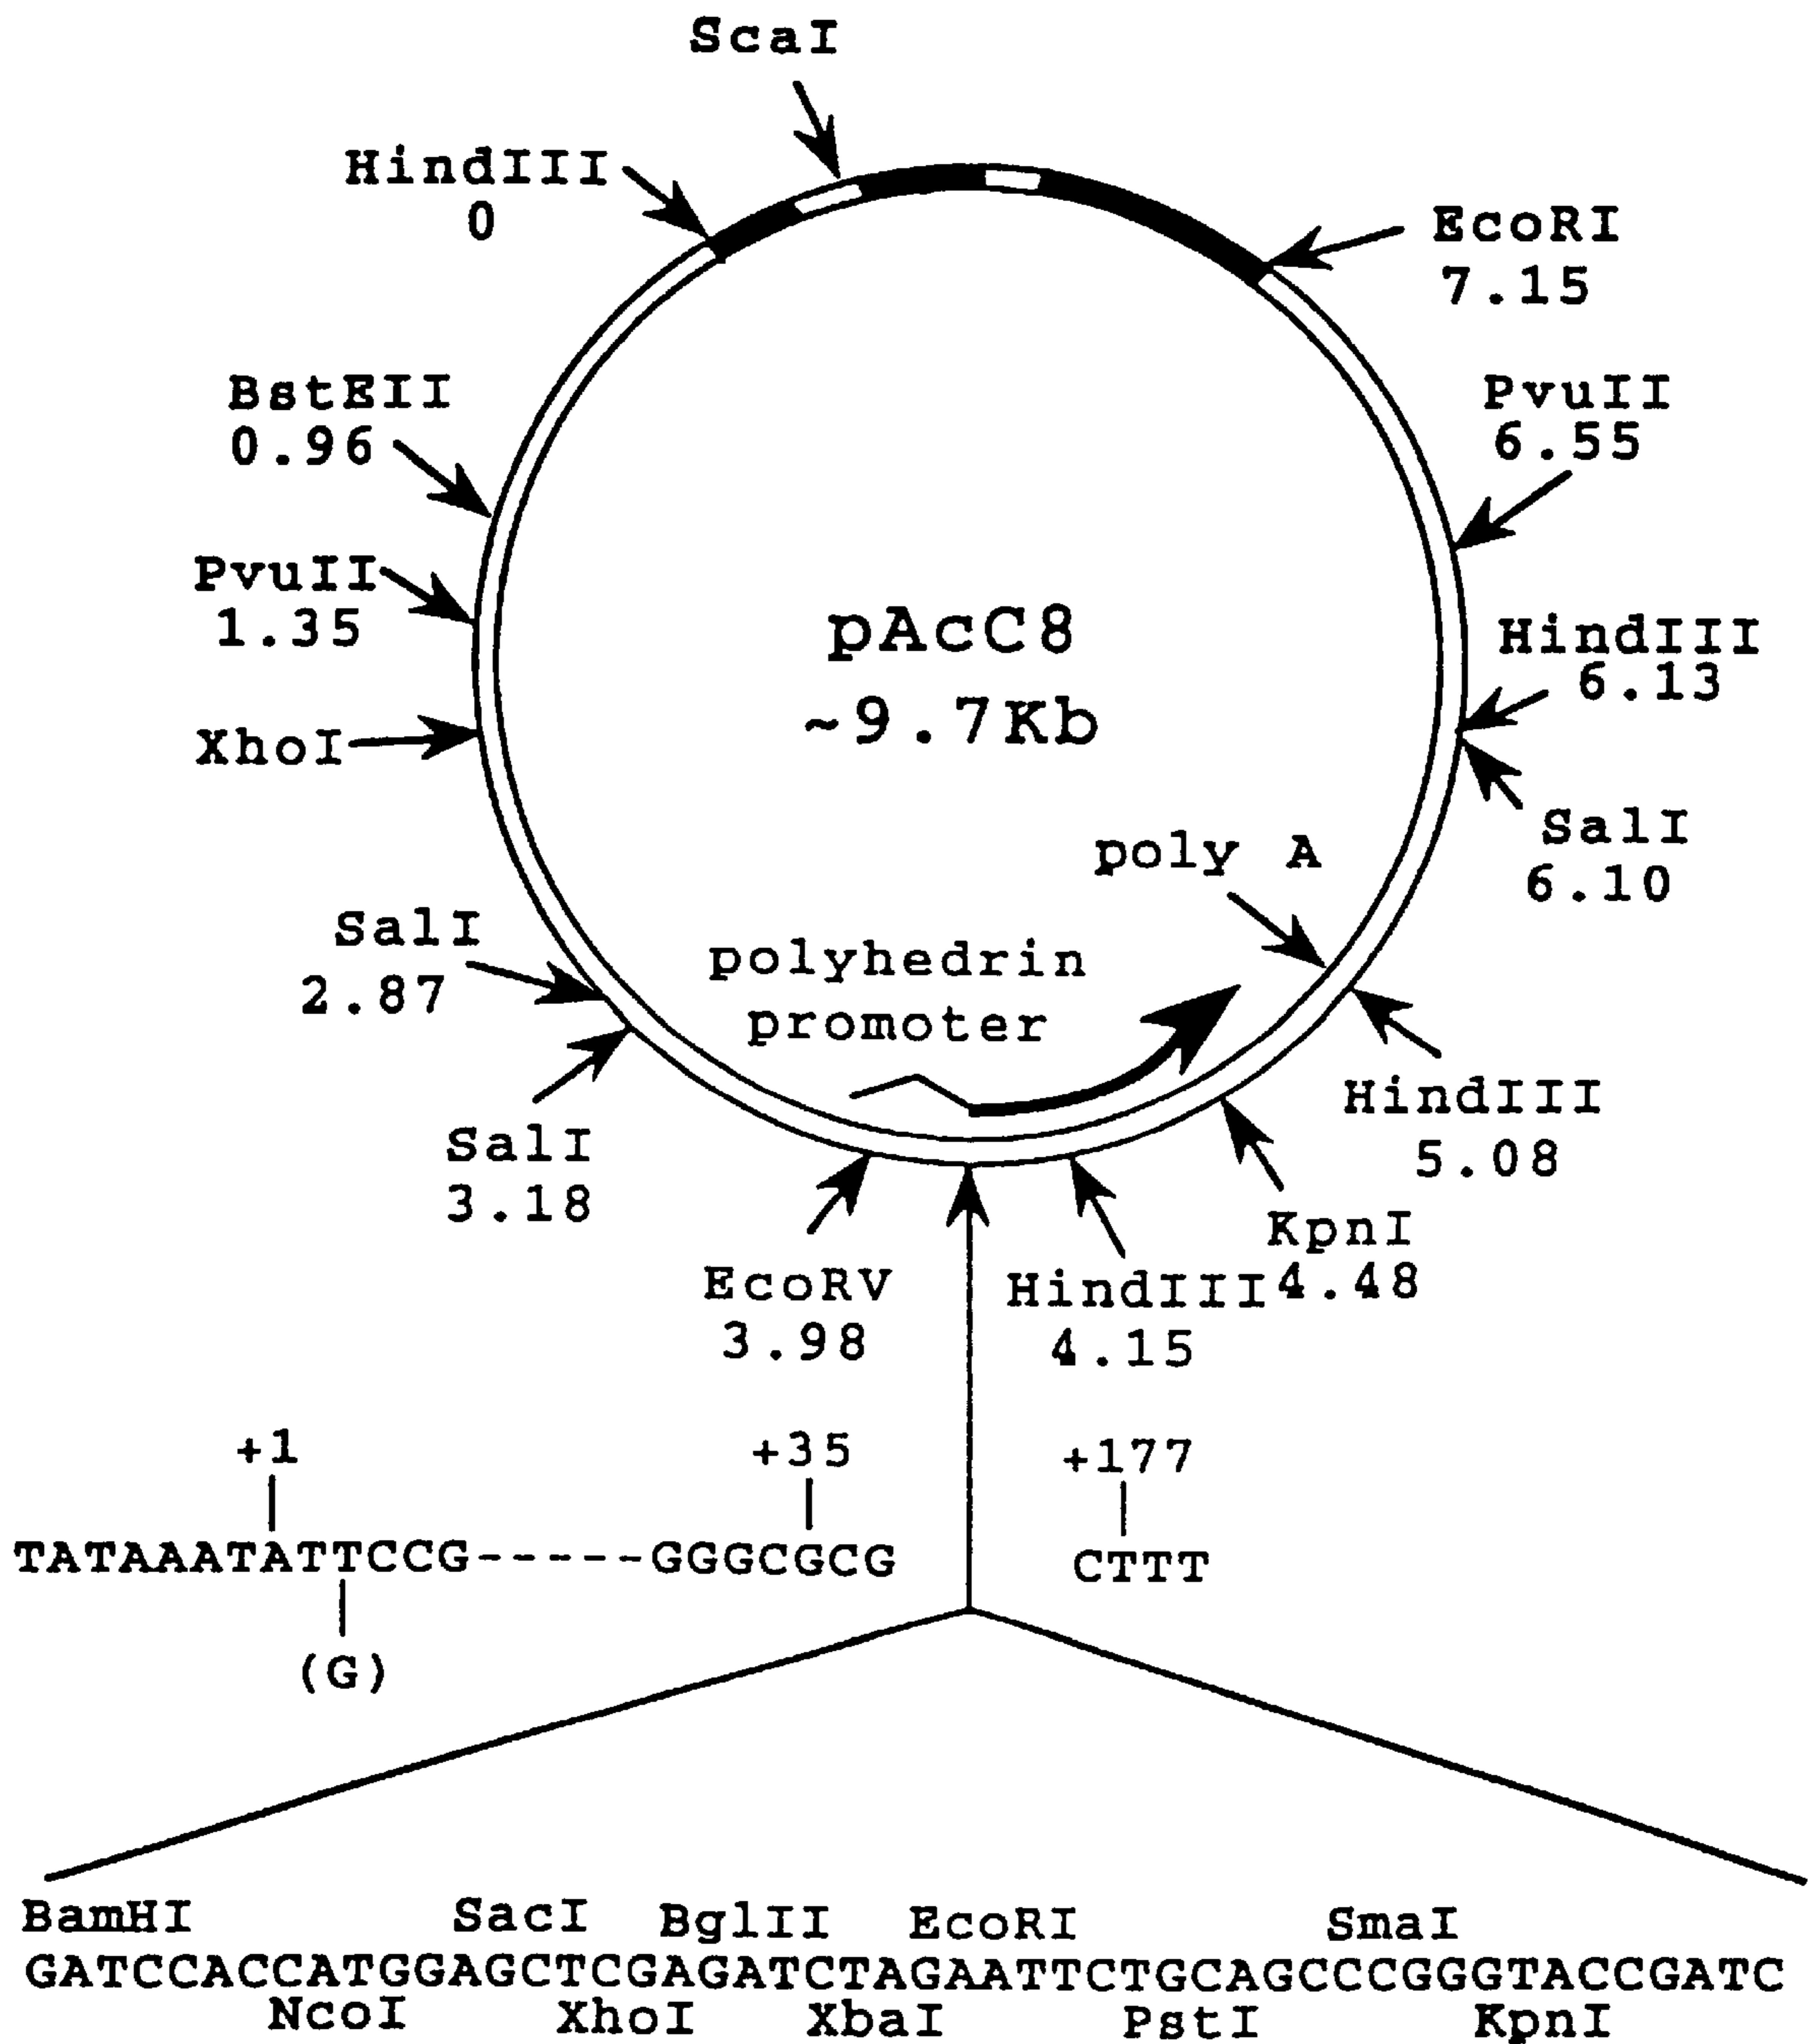 ScaI
HindIII
0
EcoRI
7.15
BstEII
0.96
PvuII
6.55
PvuII
1.35
pAcC8
~9.7Kb
HindIII
6.13
XhoI
SalI
6.10
poly A
SalI
2.87
polyhedrin
promoter
HindIII
5.08
SalI
3.18
KpnI
4.48
EcoRV
3.98
HindIII
4.15
+1
+35
+177
TATAAATATTCCG-----GGGCGCG
CTTT
(G)
BamHI SacI BglII EcoRI SmaI
GATCCACCATGGAGCTCGAGATCTAGAATTCTGCAGCCCGGGTACCGATC
NcoI XhoI XbaI PstI KpnI